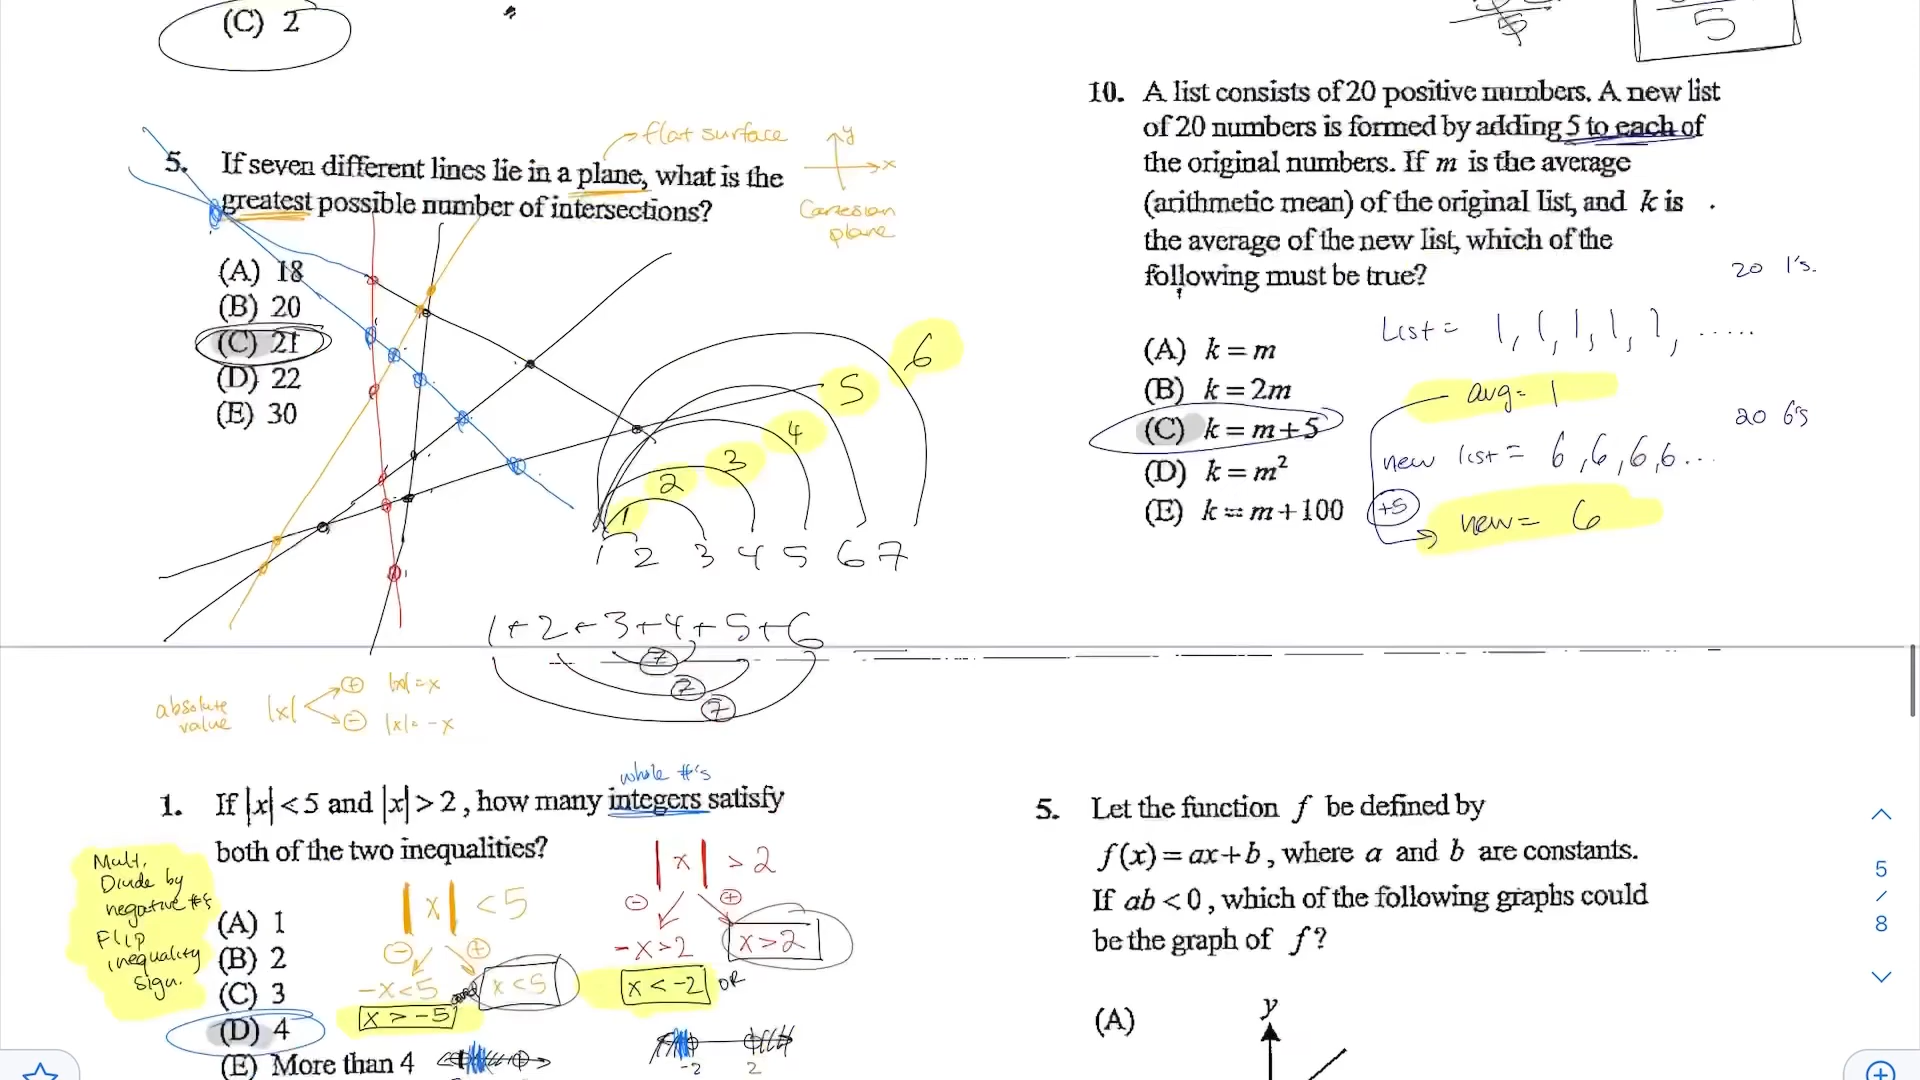 (C) 2
5
5
5. If seven different lines lie in a plane, what is the
greatest possible number of intersections?
flat surface
y
x
Cartesian
plane
(A) 18
(B) 20
(C) 21
(D) 22
(E) 30
1 2 3 4 5 6
1 2 3 4 5 6 7
1+2+3+4+5+6
7
7
7
10. A list consists of 20 positive numbers. A new list
of 20 numbers is formed by adding 5 to each of
the original numbers. If m is the average
(arithmetic mean) of the original list, and k is
the average of the new list, which of the
following must be true?
20 1's.
List = 1, 1, 1, 1, 1, .....
(A) k = m
(B) k = 2m
(C) k = m+5
(D) k = m²
(E) k = m+100
avg = 1
20 6's
new list = 6, 6, 6, 6...
+5
new = 6
absolute
value
|x|
+ |x| = x
- |x| = -x
whole #'s
1. If |x| < 5 and |x| > 2, how many integers satisfy
both of the two inequalities?
Mult.
Divide by
negative #'s
Flip
inequality
sign.
(A) 1
(B) 2
(C) 3
(D) 4
(E) More than 4
|x| < 5
- +
-x<5 and x<5
x > -5
|x| > 2
- +
-x>2 x>2
x < -2 OR
-2 2
5. Let the function f be defined by
f(x) = ax+b, where a and b are constants.
If ab < 0, which of the following graphs could
be the graph of f?
(A)
y
5
/
8